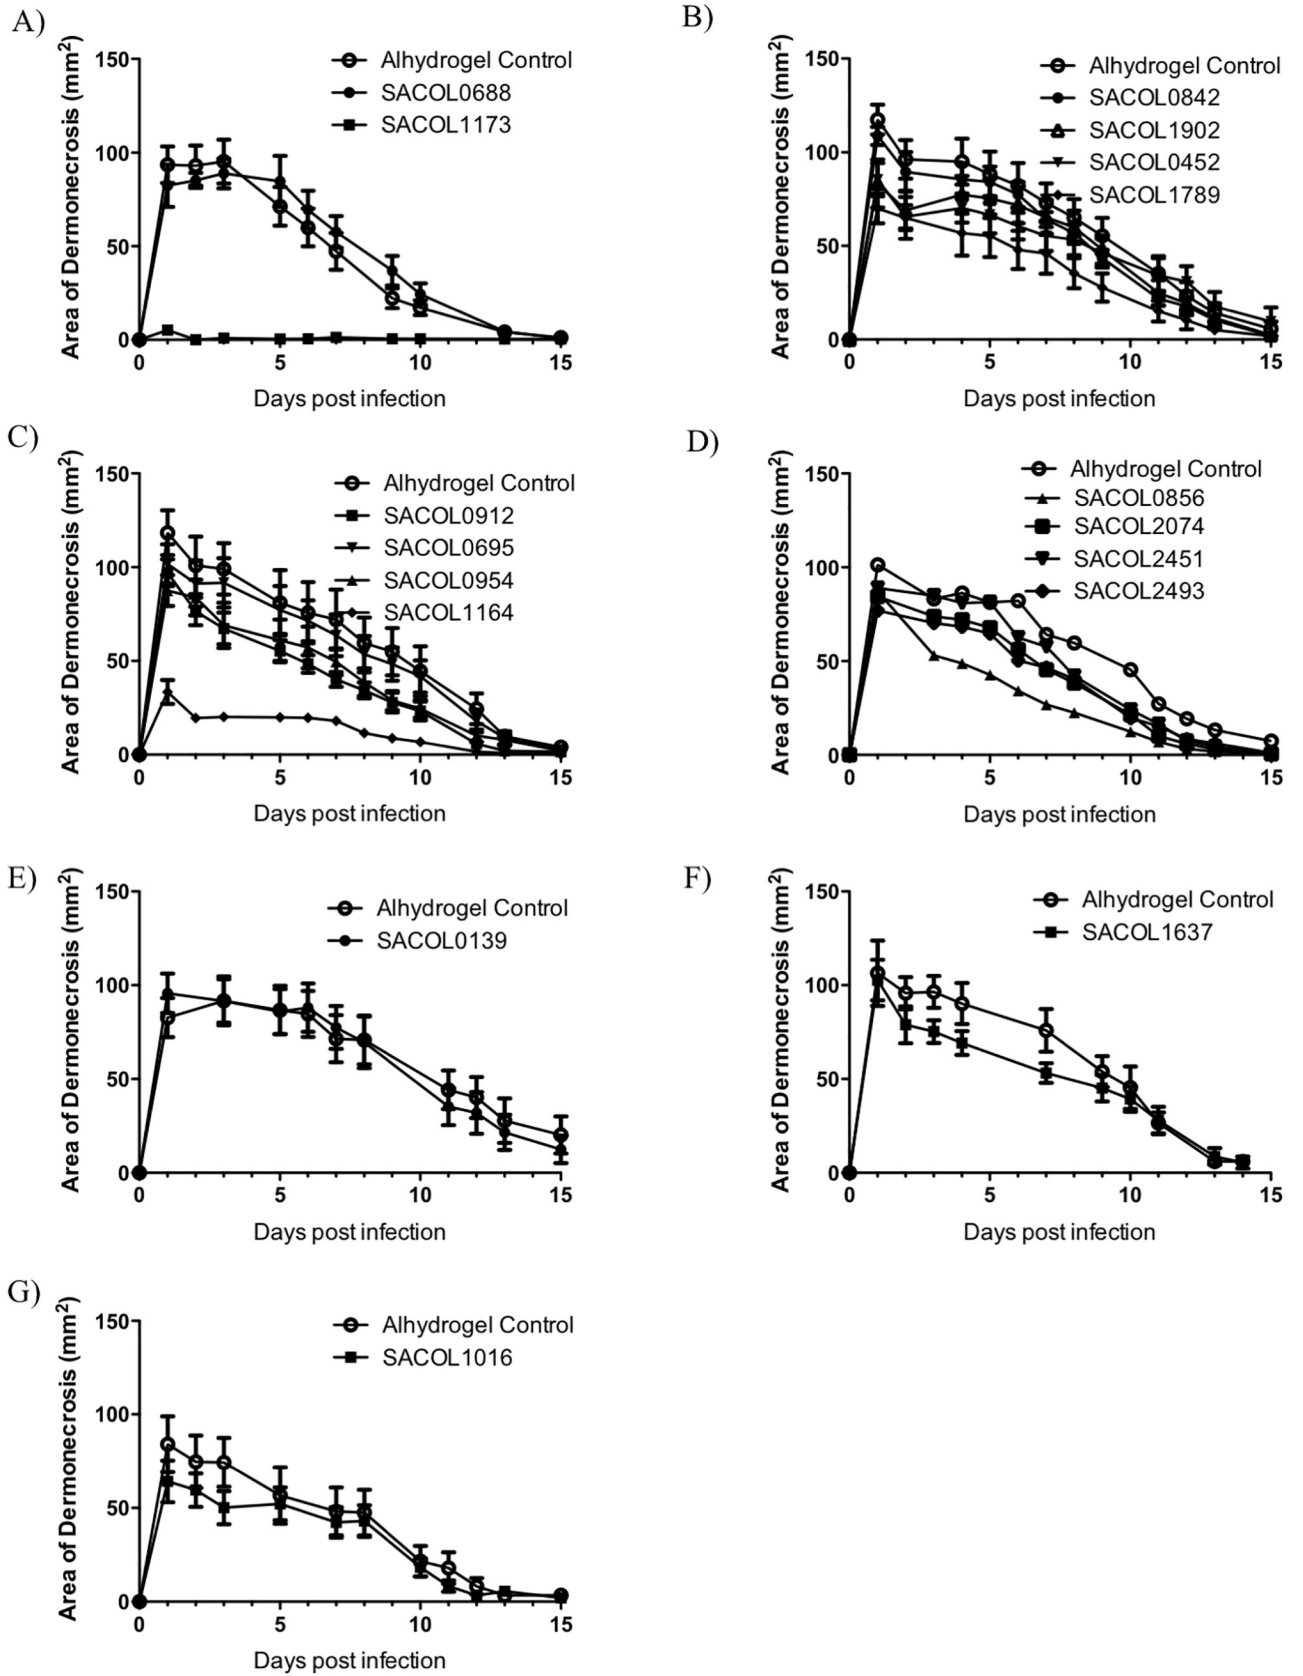 A)
Area of Dermonecrosis (mm²)
150
100
50
0
0 5 10 15
Days post infection
Alhydrogel Control
SACOL0688
SACOL1173
B)
Area of Dermonecrosis (mm²)
150
100
50
0
0 5 10 15
Days post infection
Alhydrogel Control
SACOL0842
SACOL1902
SACOL0452
SACOL1789
C)
Area of Dermonecrosis (mm²)
150
100
50
0
0 5 10 15
Days post infection
Alhydrogel Control
SACOL0912
SACOL0695
SACOL0954
SACOL1164
D)
Area of Dermonecrosis (mm²)
150
100
50
0
0 5 10 15
Days post infection
Alhydrogel Control
SACOL0856
SACOL2074
SACOL2451
SACOL2493
E)
Area of Dermonecrosis (mm²)
150
100
50
0
0 5 10 15
Days post infection
Alhydrogel Control
SACOL0139
F)
Area of Dermonecrosis (mm²)
150
100
50
0
0 5 10 15
Days post infection
Alhydrogel Control
SACOL1637
G)
Area of Dermonecrosis (mm²)
150
100
50
0
0 5 10 15
Days post infection
Alhydrogel Control
SACOL1016